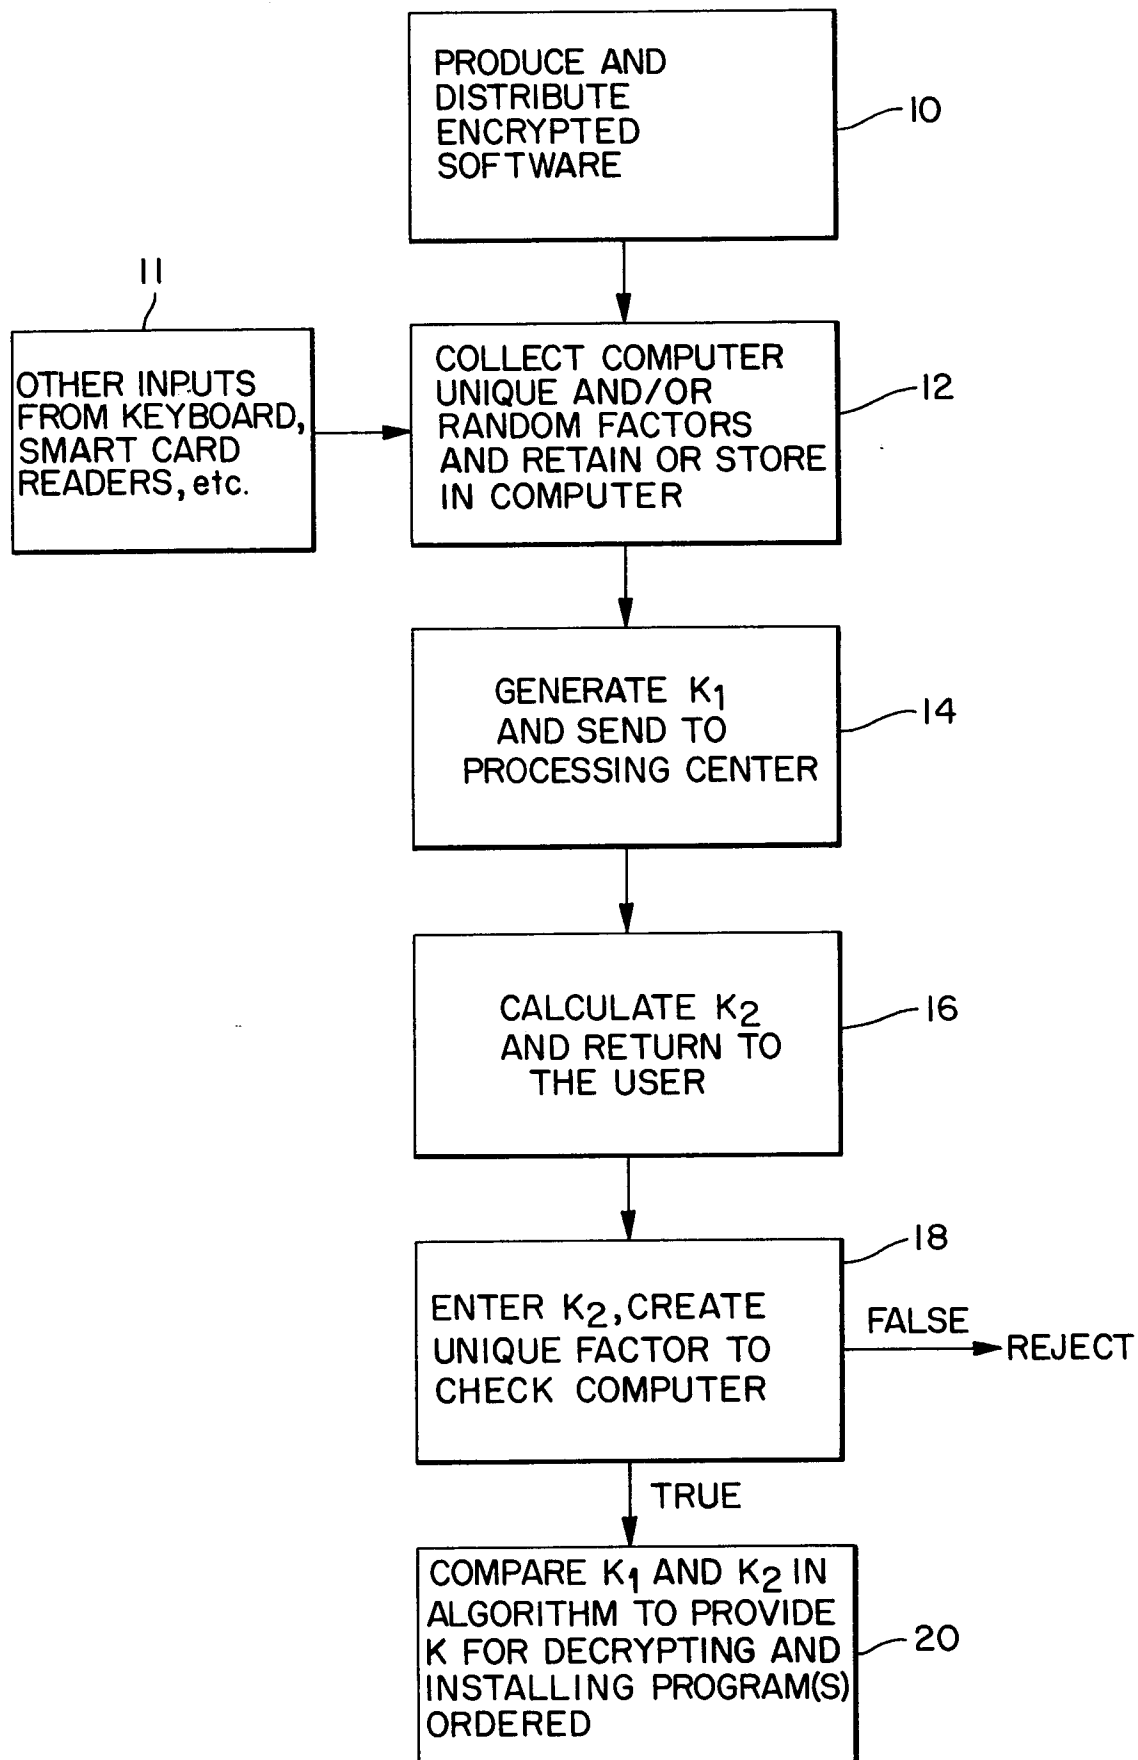 PRODUCE AND
DISTRIBUTE
ENCRYPTED
SOFTWARE
10
11
OTHER INPUTS
FROM KEYBOARD,
SMART CARD
READERS, etc.
COLLECT COMPUTER
UNIQUE AND/OR
RANDOM FACTORS
AND RETAIN OR STORE
IN COMPUTER
12
GENERATE K1
AND SEND TO
PROCESSING CENTER
14
CALCULATE K2
AND RETURN TO
THE USER
16
18
ENTER K2, CREATE
UNIQUE FACTOR TO
CHECK COMPUTER
FALSE
REJECT
TRUE
COMPARE K1 AND K2 IN
ALGORITHM TO PROVIDE
K FOR DECRYPTING AND
INSTALLING PROGRAM(S)
ORDERED
20